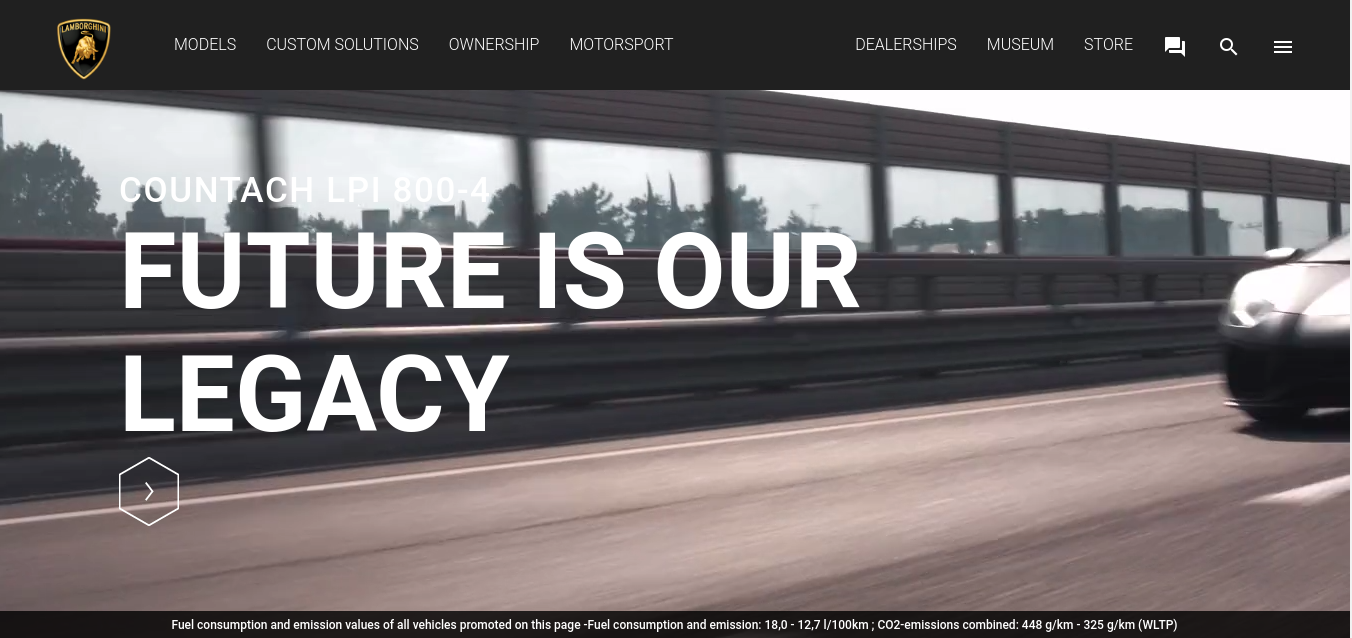 LAMBORGHINI
MODELS CUSTOM SOLUTIONS OWNERSHIP MOTORSPORT DEALERSHIPS MUSEUM STORE
COUNTACH LPI 800-4
FUTURE IS OUR
LEGACY
Fuel consumption and emission values of all vehicles promoted on this page -Fuel consumption and emission: 18,0 - 12,7 l/100km ; CO2-emissions combined: 448 g/km - 325 g/km (WLTP)